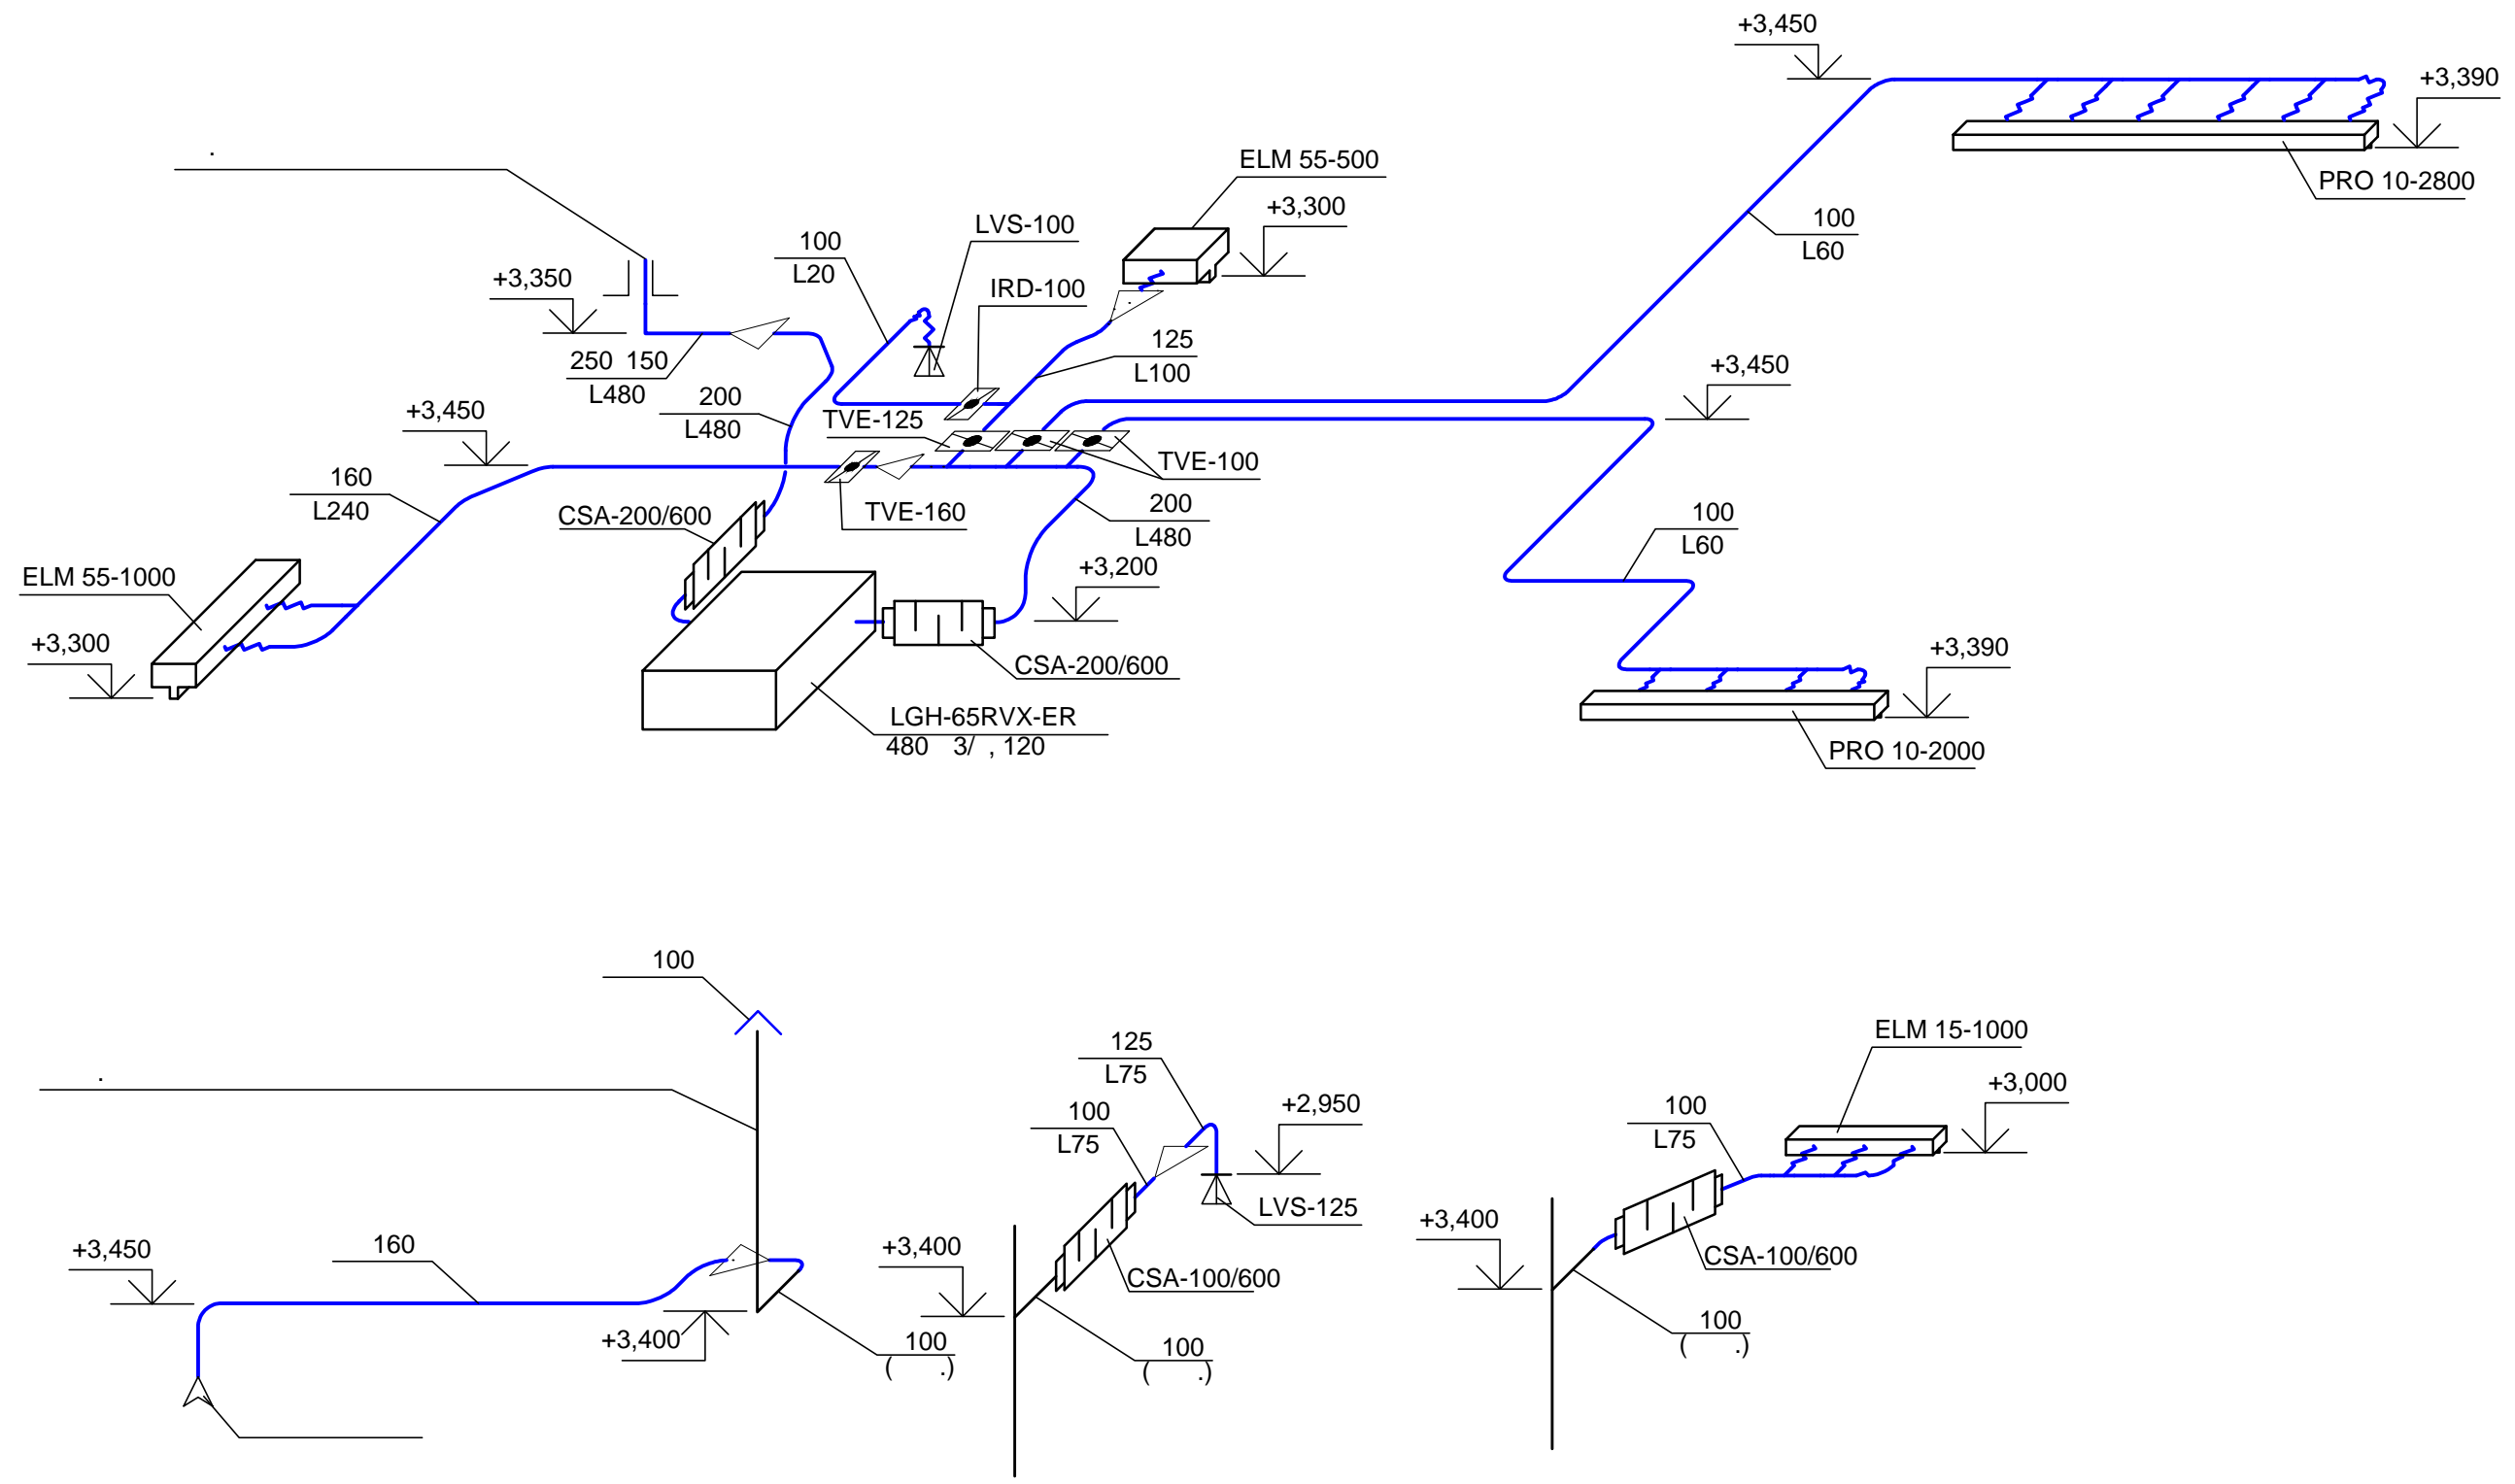 +3,450
+3,390
PRO 10-2800
100
L60
.
ELM 55-500
+3,300
LVS-100
100
L20
IRD-100
+3,350
250 150
L480
125
L100
200
L480
TVE-125
+3,450
+3,450
TVE-100
TVE-160
160
L240
CSA-200/600
200
L480
100
L60
ELM 55-1000
+3,300
+3,200
CSA-200/600
+3,390
LGH-65RVX-ER
480 3/ , 120
PRO 10-2000
100
.
125
L75
100
L75
+2,950
LVS-125
ELM 15-1000
+3,000
100
L75
+3,450
160
+3,400
100
( .)
+3,400
CSA-100/600
100
( .)
+3,400
CSA-100/600
100
( .)